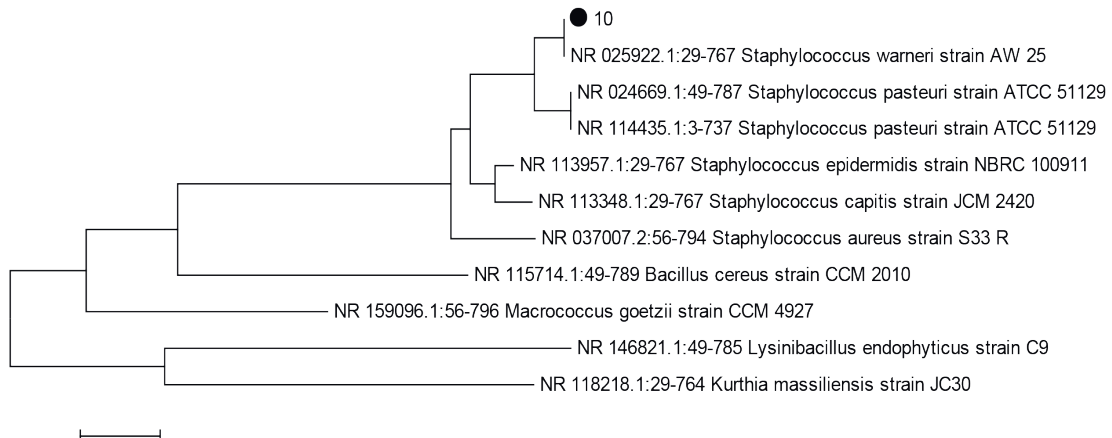 10
NR 025922.1:29-767 Staphylococcus warneri strain AW 25
NR 024669.1:49-787 Staphylococcus pasteuri strain ATCC 51129
NR 114435.1:3-737 Staphylococcus pasteuri strain ATCC 51129
NR 113957.1:29-767 Staphylococcus epidermidis strain NBRC 100911
NR 113348.1:29-767 Staphylococcus capitis strain JCM 2420
NR 037007.2:56-794 Staphylococcus aureus strain S33 R
NR 115714.1:49-789 Bacillus cereus strain CCM 2010
NR 159096.1:56-796 Macrococcus goetzii strain CCM 4927
NR 146821.1:49-785 Lysinibacillus endophyticus strain C9
NR 118218.1:29-764 Kurthia massiliensis strain JC30